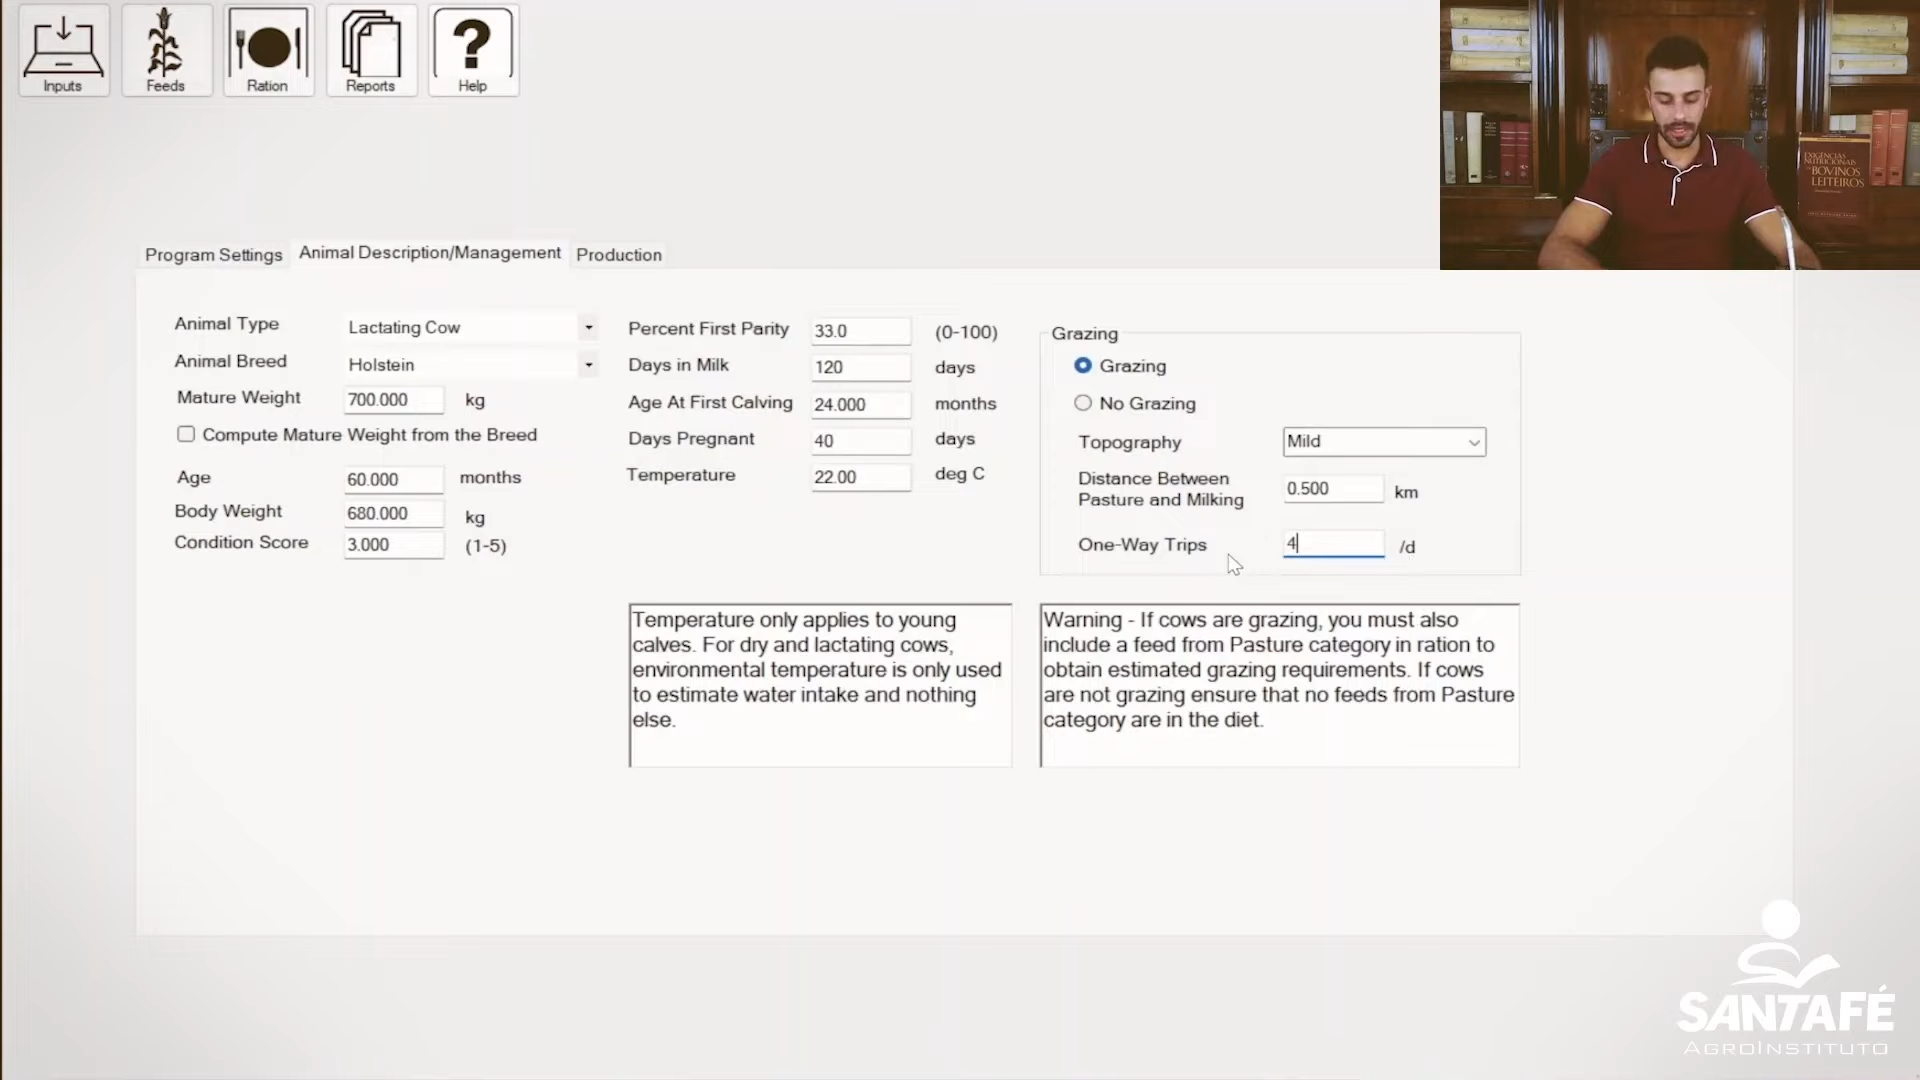 Inputs
Feeds
Ration
Reports
Help
Program Settings
Animal Description/Management
Production
Animal Type
Lactating Cow
Animal Breed
Holstein
Mature Weight
700.000
kg
Compute Mature Weight from the Breed
Age
60.000
months
Body Weight
680.000
kg
Condition Score
3.000
(1-5)
Percent First Parity
33.0
(0-100)
Days in Milk
120
days
Age At First Calving
24.000
months
Days Pregnant
40
days
Temperature
22.00
deg C
Temperature only applies to young
calves. For dry and lactating cows,
environmental temperature is only used
to estimate water intake and nothing
else.
Grazing
Grazing
No Grazing
Topography
Mild
Distance Between
Pasture and Milking
0.500
km
One-Way Trips
4
/d
Warning - If cows are grazing, you must also
include a feed from Pasture category in ration to
obtain estimated grazing requirements. If cows
are not grazing ensure that no feeds from Pasture
category are in the diet.
EXIGÊNCIAS
NUTRICIONAIS
DE BOVINOS
LEITEIROS
SANTAFÉ
AGROINSTITUTO